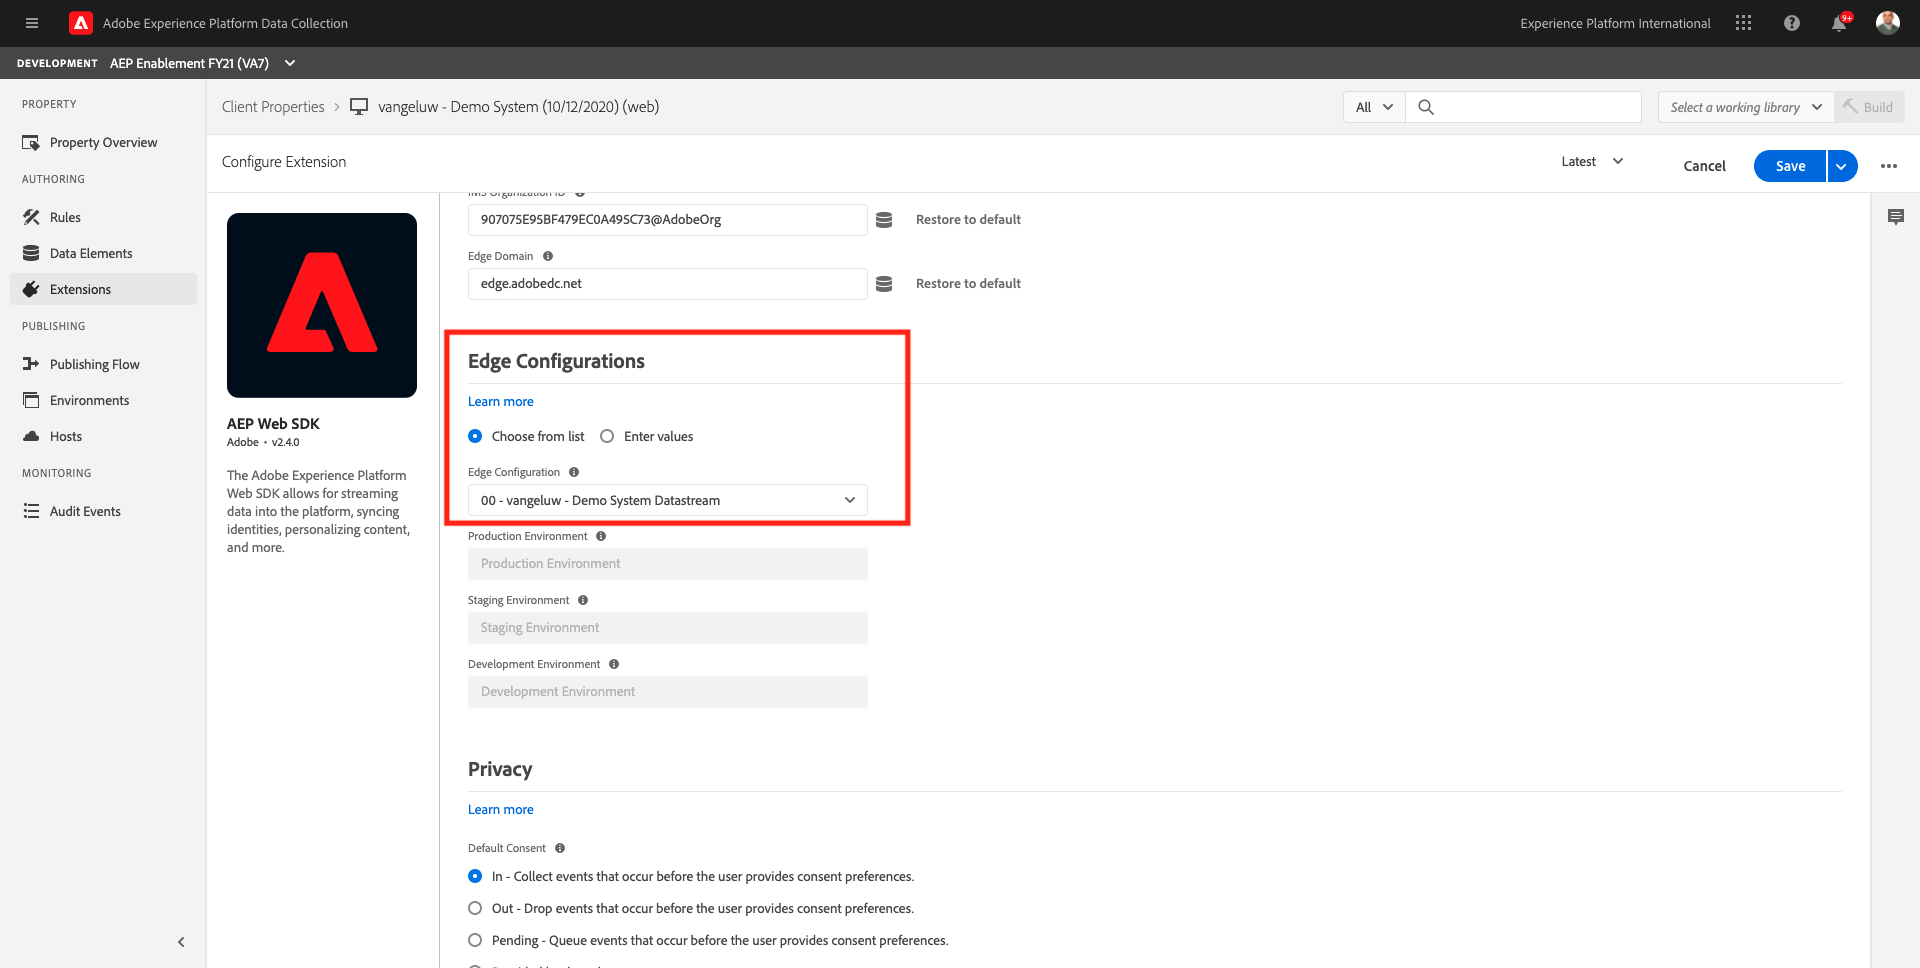 Adobe Experience Platform Data Collection
Experience Platform International
9+
DEVELOPMENT AEP Enablement FY21 (VA7)
PROPERTY
Property Overview
AUTHORING
Rules
Data Elements
Extensions
PUBLISHING
Publishing Flow
Environments
Hosts
MONITORING
Audit Events
Client Properties > vangeluw - Demo System (10/12/2020) (web)
All
Select a working library
Build
Configure Extension
Latest
Cancel
Save
AEP Web SDK
Adobe • v2.4.0
The Adobe Experience Platform
Web SDK allows for streaming
data into the platform, syncing
identities, personalizing content,
and more.
IMS Organization ID
907075E95BF479EC0A495C73@AdobeOrg
Restore to default
Edge Domain
edge.adobedc.net
Restore to default
Edge Configurations
Learn more
Choose from list
Enter values
Edge Configuration
00 - vangeluw - Demo System Datastream
Production Environment
Production Environment
Staging Environment
Staging Environment
Development Environment
Development Environment
Privacy
Learn more
Default Consent
In - Collect events that occur before the user provides consent preferences.
Out - Drop events that occur before the user provides consent preferences.
Pending - Queue events that occur before the user provides consent preferences.